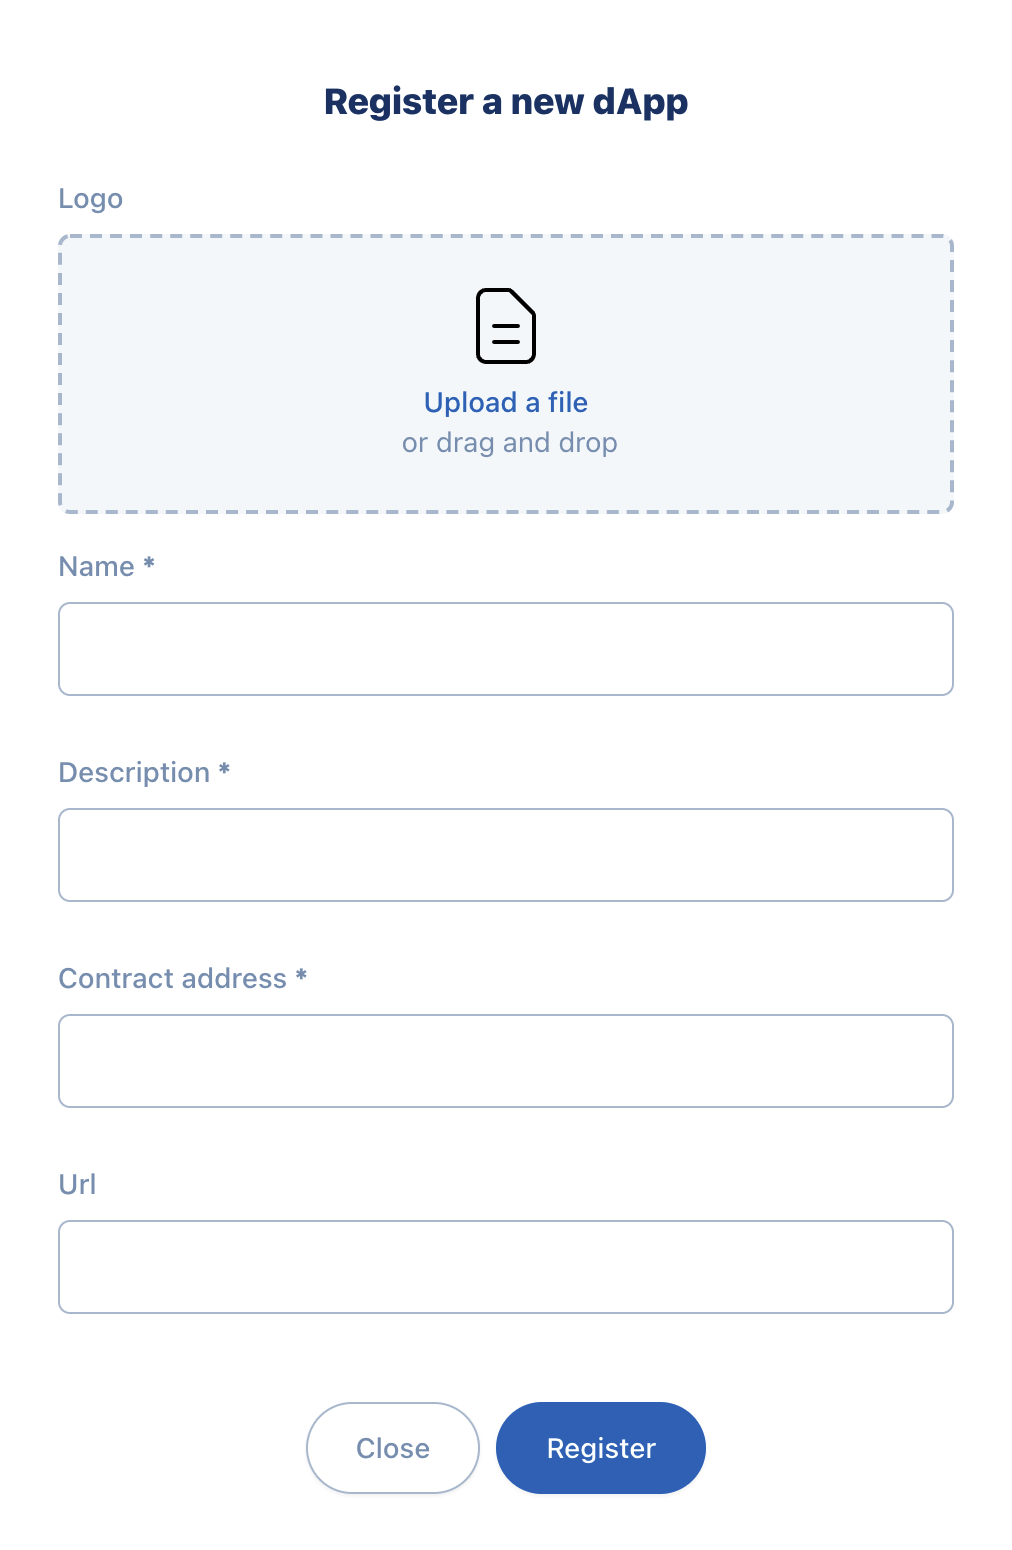 Register a new dApp
Logo
Upload a file
or drag and drop
Name *
Description *
Contract address *
Url
Close
Register